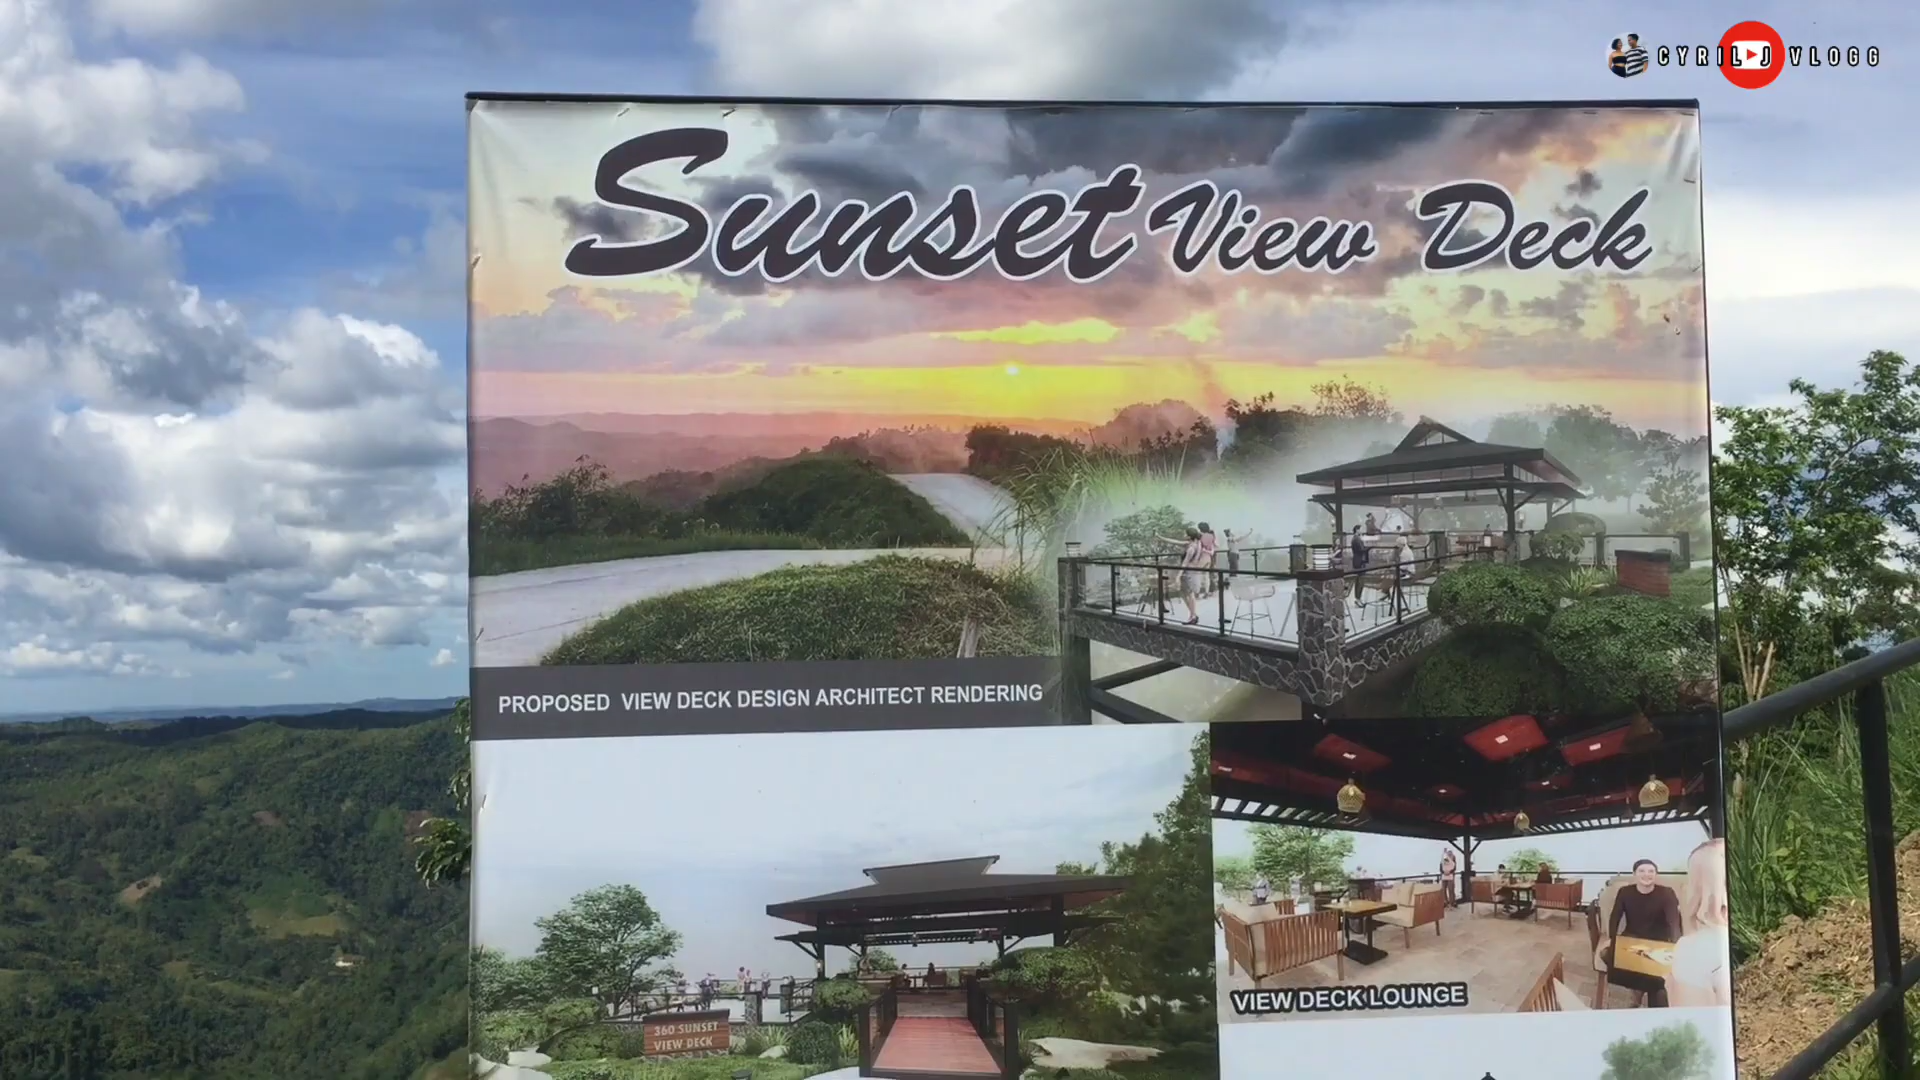 CYRIL J VLOGG
Sunset View Deck
PROPOSED VIEW DECK DESIGN ARCHITECT RENDERING
360 SUNSET
VIEW DECK
VIEW DECK LOUNGE